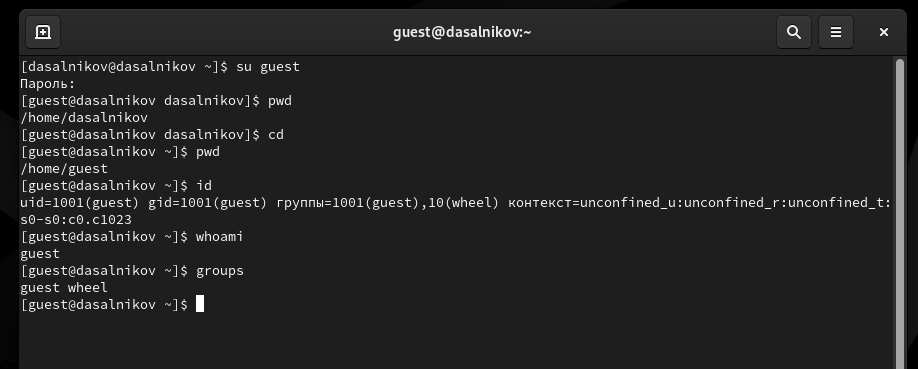 guest@dasalnikov:~
[dasalnikov@dasalnikov ~]$ su guest
Пароль:
[guest@dasalnikov dasalnikov]$ pwd
/home/dasalnikov
[guest@dasalnikov dasalnikov]$ cd
[guest@dasalnikov ~]$ pwd
/home/guest
[guest@dasalnikov ~]$ id
uid=1001(guest) gid=1001(guest) группы=1001(guest),10(wheel) контекст=unconfined_u:unconfined_r:unconfined_t:
s0-s0:c0.c1023
[guest@dasalnikov ~]$ whoami
guest
[guest@dasalnikov ~]$ groups
guest wheel
[guest@dasalnikov ~]$